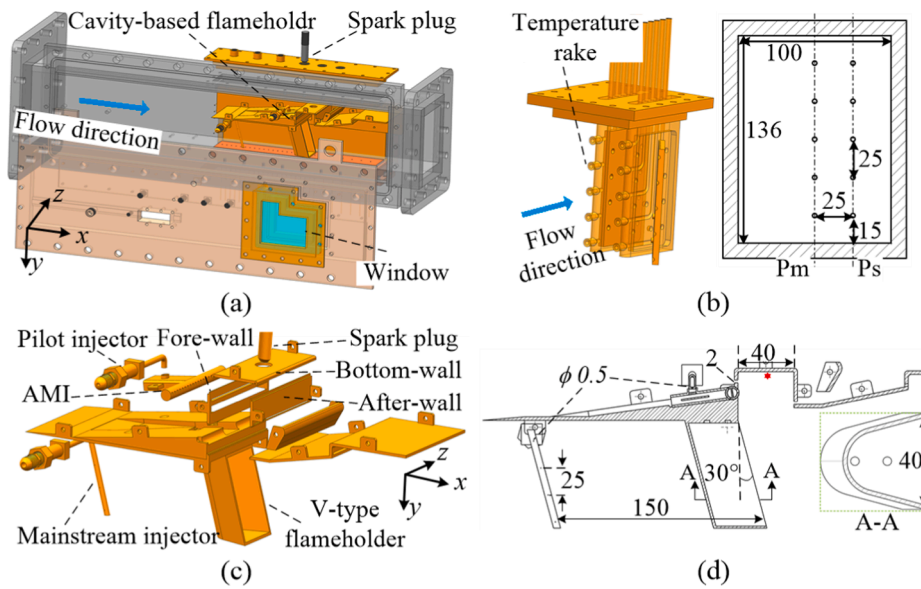 Cavity-based flameholdr
Spark plug
Flow direction
z
x
y
Window
(a)
Temperature
rake
Flow
direction
100
136
25
25
15
Pm
Ps
(b)
Pilot injector
Fore-wall
Spark plug
Bottom-wall
AMI
After-wall
z
x
y
Mainstream injector
V-type
flameholder
(c)
2
40
ϕ 0.5
A
A
30°
25
150
40
A-A
(d)